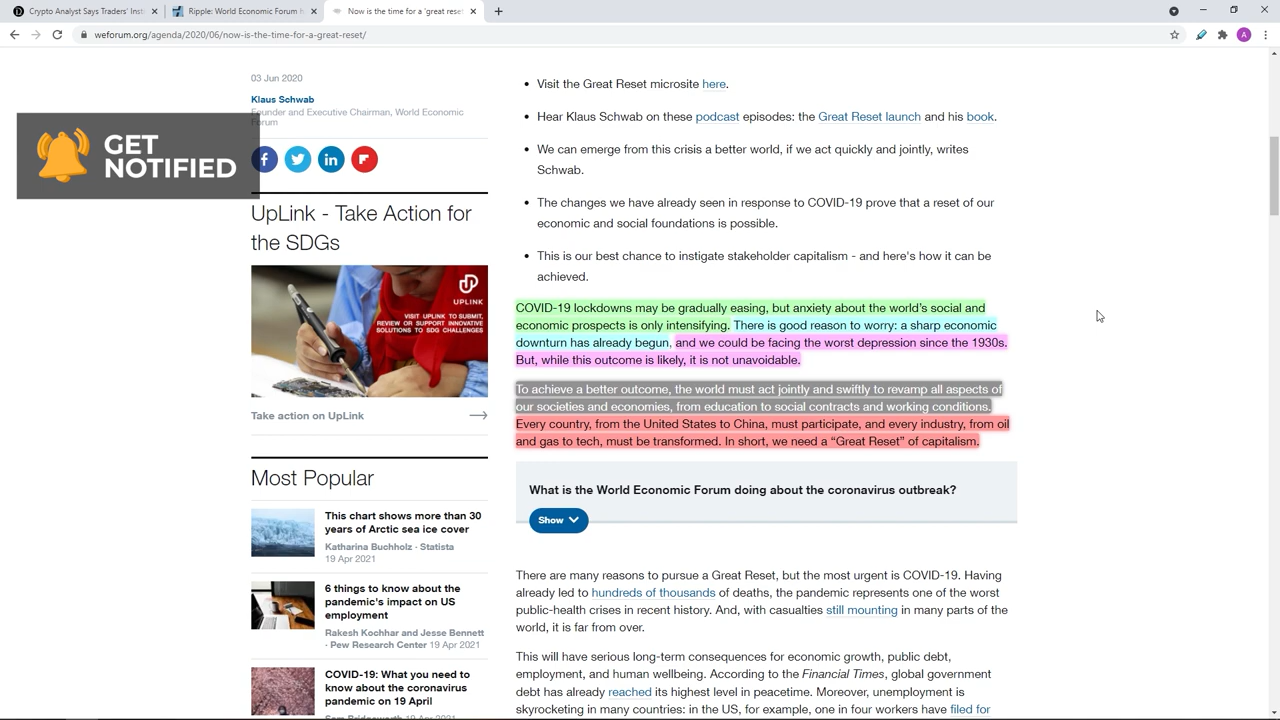 Crypto Analyst Says Traders' Inst
Ripple: World Economic Forum h
Now is the time for a 'great rese
weforum.org/agenda/2020/06/now-is-the-time-for-a-great-reset/
A
03 Jun 2020
Klaus Schwab
Founder and Executive Chairman, World Economic
Forum
GET
NOTIFIED
UpLink - Take Action for
the SDGs
UPLINK
VISIT UPLINK TO SUBMIT,
REVIEW OR SUPPORT INNOVATIVE
SOLUTIONS TO SDG CHALLENGES
Take action on UpLink
Most Popular
This chart shows more than 30
years of Arctic sea ice cover
Katharina Buchholz · Statista
19 Apr 2021
6 things to know about the
pandemic's impact on US
employment
Rakesh Kochhar and Jesse Bennett
· Pew Research Center 19 Apr 2021
COVID-19: What you need to
know about the coronavirus
pandemic on 19 April
19 Apr 2021
• Visit the Great Reset microsite here.
• Hear Klaus Schwab on these podcast episodes: the Great Reset launch and his book.
• We can emerge from this crisis a better world, if we act quickly and jointly, writes
Schwab.
• The changes we have already seen in response to COVID-19 prove that a reset of our
economic and social foundations is possible.
• This is our best chance to instigate stakeholder capitalism - and here's how it can be
achieved.
COVID-19 lockdowns may be gradually easing, but anxiety about the world's social and
economic prospects is only intensifying. There is good reason to worry: a sharp economic
downturn has already begun, and we could be facing the worst depression since the 1930s.
But, while this outcome is likely, it is not unavoidable.
To achieve a better outcome, the world must act jointly and swiftly to revamp all aspects of
our societies and economies, from education to social contracts and working conditions.
Every country, from the United States to China, must participate, and every industry, from oil
and gas to tech, must be transformed. In short, we need a “Great Reset” of capitalism.
What is the World Economic Forum doing about the coronavirus outbreak?
Show
There are many reasons to pursue a Great Reset, but the most urgent is COVID-19. Having
already led to hundreds of thousands of deaths, the pandemic represents one of the worst
public-health crises in recent history. And, with casualties still mounting in many parts of the
world, it is far from over.
This will have serious long-term consequences for economic growth, public debt,
employment, and human wellbeing. According to the Financial Times, global government
debt has already reached its highest level in peacetime. Moreover, unemployment is
skyrocketing in many countries: in the US, for example, one in four workers have filed for